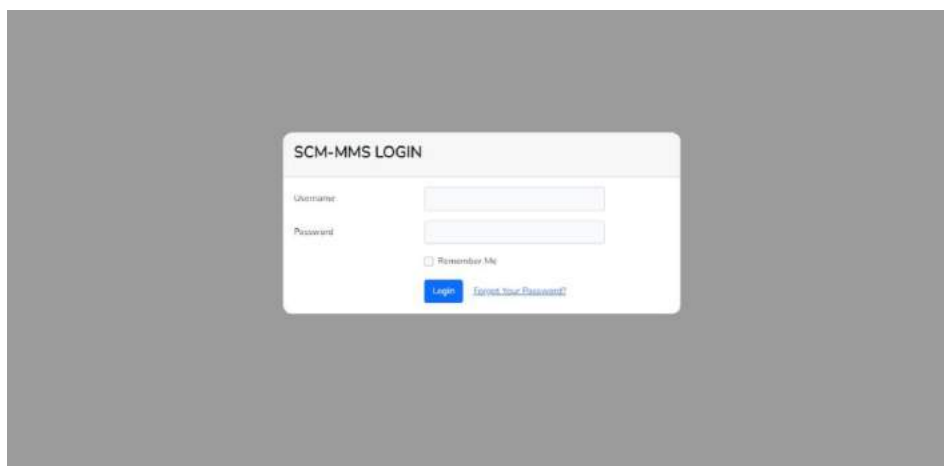 SCM-MMS LOGIN
Username
Password
Remember Me
Login Forgot Your Password?